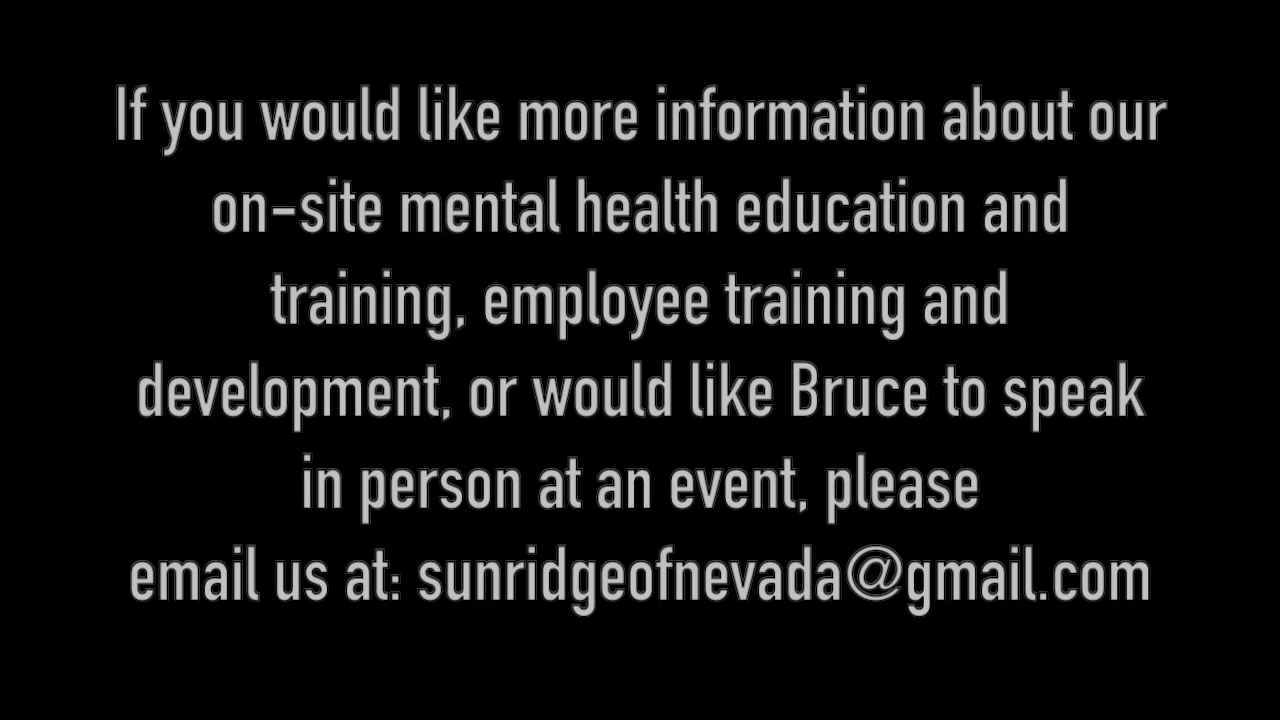 If you would like more information about our
on-site mental health education and
training, employee training and
development, or would like Bruce to speak
in person at an event, please
email us at: sunridgeofnevada@gmail.com